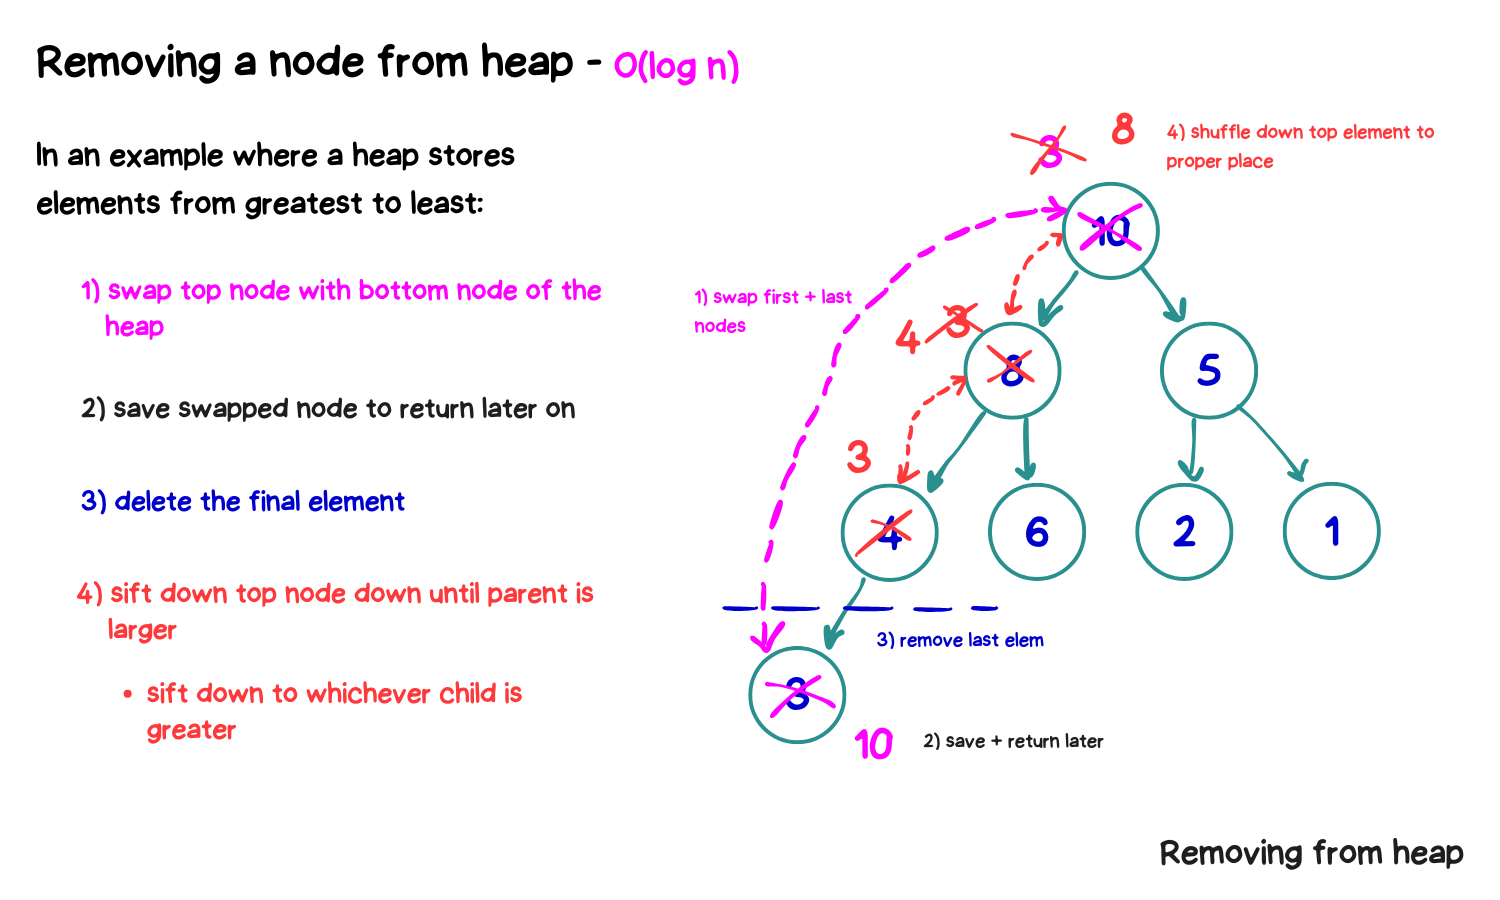 Removing a node from heap - O(log n)
In an example where a heap stores
elements from greatest to least:
1) swap top node with bottom node of the
heap
2) save swapped node to return later on
3) delete the final element
4) sift down top node down until parent is
larger
• sift down to whichever child is
greater
3 8
4) shuffle down top element to
proper place
10
1) swap first + last
nodes
4 3
8 5
3
4 6 2 1
3) remove last elem
3
10 2) save + return later
Removing from heap